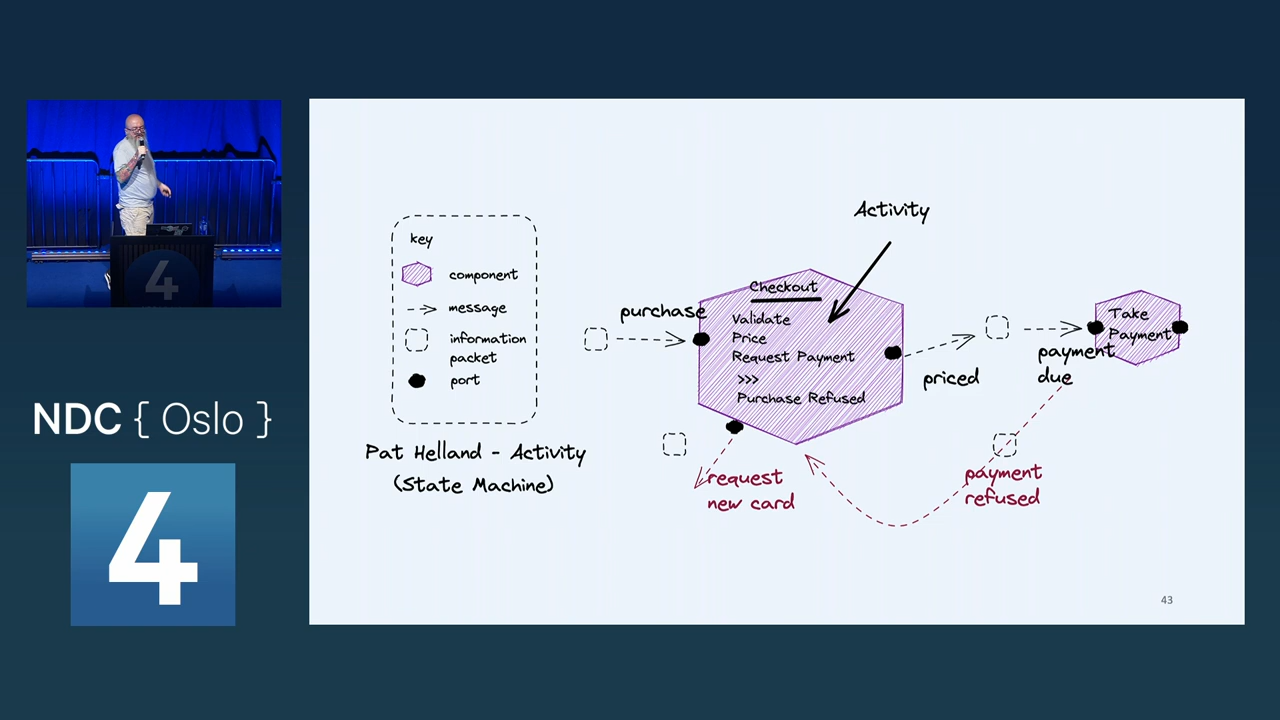 NDC { Oslo }
4
4
key
component
message
information
packet
port
Pat Helland - Activity
(State Machine)
Activity
purchase
Checkout
Validate
Price
Request Payment
>>>
Purchase Refused
priced
Take
Payment
payment
due
request
new card
payment
refused
43